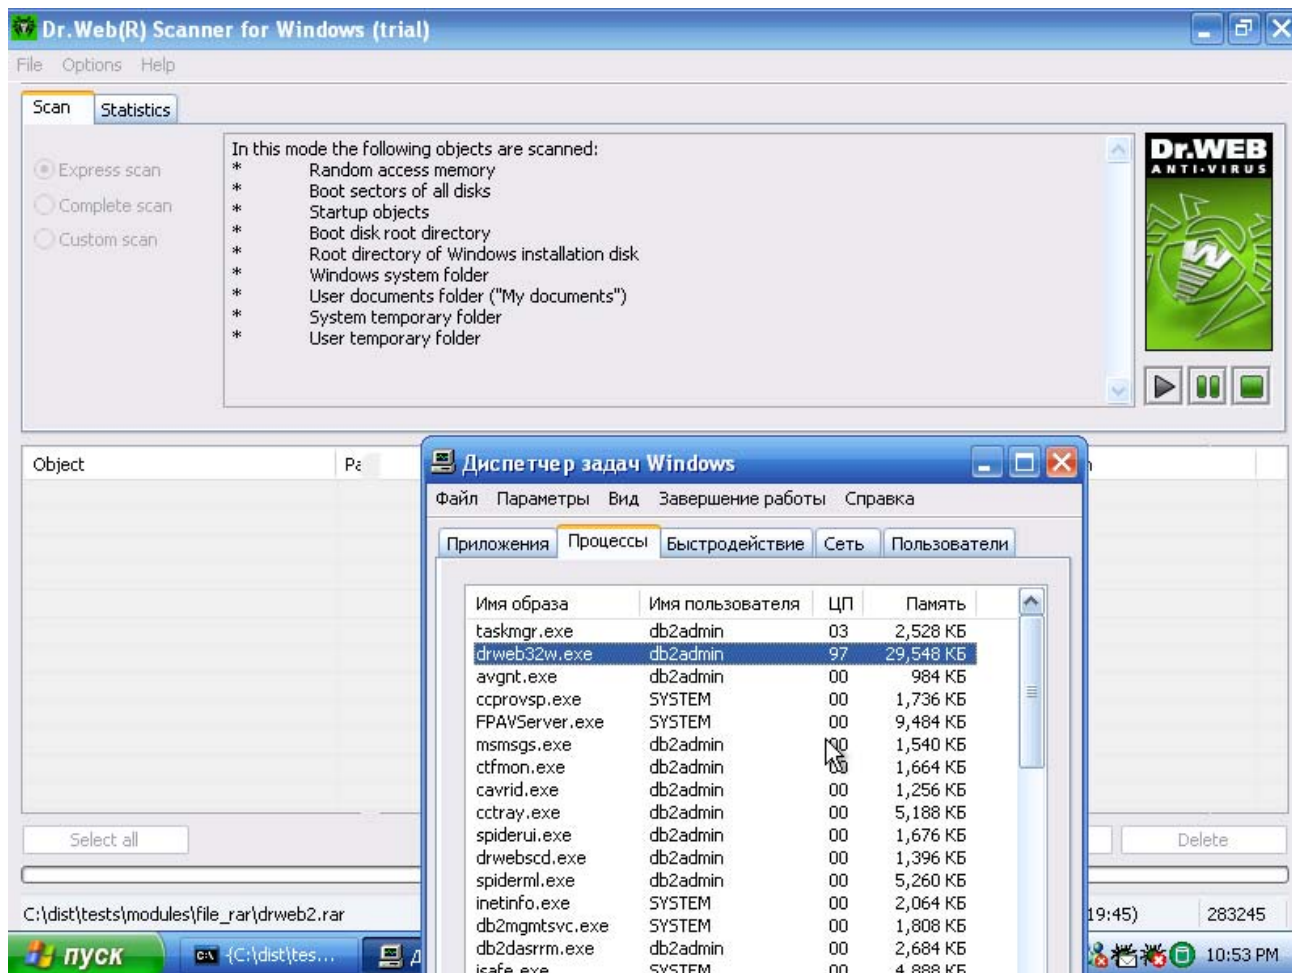 Dr.Web(R) Scanner for Windows (trial)
File Options Help
Scan Statistics
Express scan
Complete scan
Custom scan
In this mode the following objects are scanned:
* Random access memory
* Boot sectors of all disks
* Startup objects
* Boot disk root directory
* Root directory of Windows installation disk
* Windows system folder
* User documents folder ("My documents")
* System temporary folder
* User temporary folder
Dr.WEB
ANTI-VIRUS
Object
Диспетчер задач Windows
Файл Параметры Вид Завершение работы Справка
Приложения Процессы Быстродействие Сеть Пользователи
Имя образа Имя пользователя ЦП Память
taskmgr.exe db2admin 03 2,528 КБ
drweb32w.exe db2admin 97 29,548 КБ
avgnt.exe db2admin 00 984 КБ
ccprovsp.exe SYSTEM 00 1,736 КБ
FPAVServer.exe SYSTEM 00 9,484 КБ
msmsgs.exe db2admin 00 1,540 КБ
ctfmon.exe db2admin 00 1,664 КБ
cavrid.exe db2admin 00 1,256 КБ
cctray.exe db2admin 00 5,188 КБ
spiderui.exe db2admin 00 1,676 КБ
drwebscd.exe db2admin 00 1,396 КБ
spiderml.exe db2admin 00 5,260 КБ
inetinfo.exe SYSTEM 00 2,064 КБ
db2mgmtsvc.exe SYSTEM 00 1,808 КБ
db2dasrrm.exe db2admin 00 2,684 КБ
isafe.exe SYSTEM 00 4,888 КБ
Select all
Delete
C:\dist\tests\modules\file_rar\drweb2.rar
19:45) 283245
пуск
{C:\dist\tes...
Д
10:53 PM